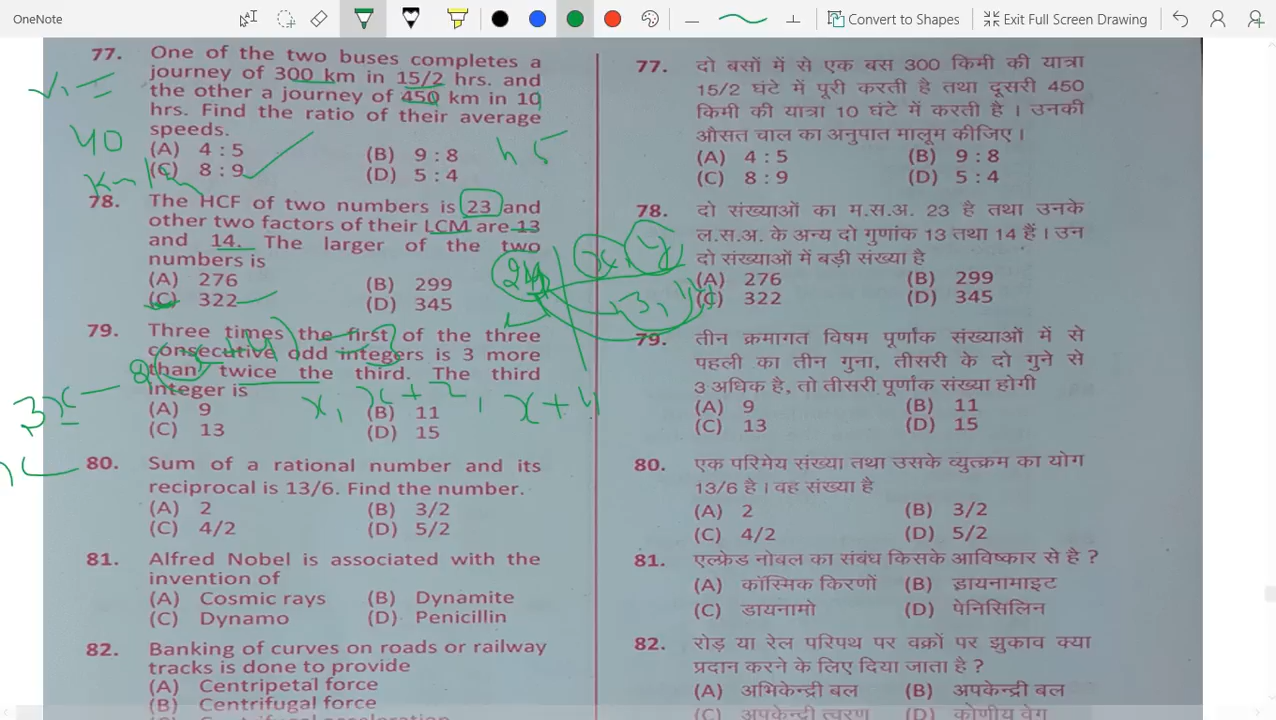 OneNote
Convert to Shapes
Exit Full Screen Drawing
77. One of the two buses completes a
journey of 300 km in 15/2 hrs. and
the other a journey of 450 km in 10
hrs. Find the ratio of their average
speeds.
(A) 4 : 5 (B) 9 : 8
(C) 8 : 9 (D) 5 : 4
40
78. The HCF of two numbers is 23 and
other two factors of their LCM are 13
and 14. The larger of the two
numbers is
(A) 276 (B) 299
(C) 322 (D) 345
79. Three times the first of the three
consecutive odd integers is 3 more
than twice the third. The third
integer is
(A) 9 (B) 11
(C) 13 (D) 15
3x
x, x+2, x+4
80. Sum of a rational number and its
reciprocal is 13/6. Find the number.
(A) 2 (B) 3/2
(C) 4/2 (D) 5/2
81. Alfred Nobel is associated with the
invention of
(A) Cosmic rays (B) Dynamite
(C) Dynamo (D) Penicillin
82. Banking of curves on roads or railway
tracks is done to provide
(A) Centripetal force
(B) Centrifugal force
77. दो बसों में से एक बस 300 किमी की यात्रा
15/2 घंटे में पूरी करती है तथा दूसरी 450
किमी की यात्रा 10 घंटे में करती है । उनकी
औसत चाल का अनुपात मालूम कीजिए ।
(A) 4 : 5 (B) 9 : 8
(C) 8 : 9 (D) 5 : 4
78. दो संख्याओं का म.स.अ. 23 है तथा उनके
ल.स.अ. के अन्य दो गुणांक 13 तथा 14 हैं । उन
दो संख्याओं में बड़ी संख्या है
(A) 276 (B) 299
(C) 322 (D) 345
79. तीन क्रमागत विषम पूर्णांक संख्याओं में से
पहली का तीन गुना, तीसरी के दो गुने से
3 अधिक है, तो तीसरी पूर्णांक संख्या होगी
(A) 9 (B) 11
(C) 13 (D) 15
80. एक परिमेय संख्या तथा उसके व्युत्क्रम का योग
13/6 है । वह संख्या है
(A) 2 (B) 3/2
(C) 4/2 (D) 5/2
81. एल्फ्रेड नोबल का संबंध किसके आविष्कार से है ?
(A) कॉस्मिक किरणों (B) डायनामाइट
(C) डायनामो (D) पेनिसिलिन
82. रोड़ या रेल परिपथ पर वक्रों पर झुकाव क्या
प्रदान करने के लिए दिया जाता है ?
(A) अभिकेन्द्री बल (B) अपकेन्द्री बल
(C) अपकेन्द्री त्वरण (D) कोणीय वेग